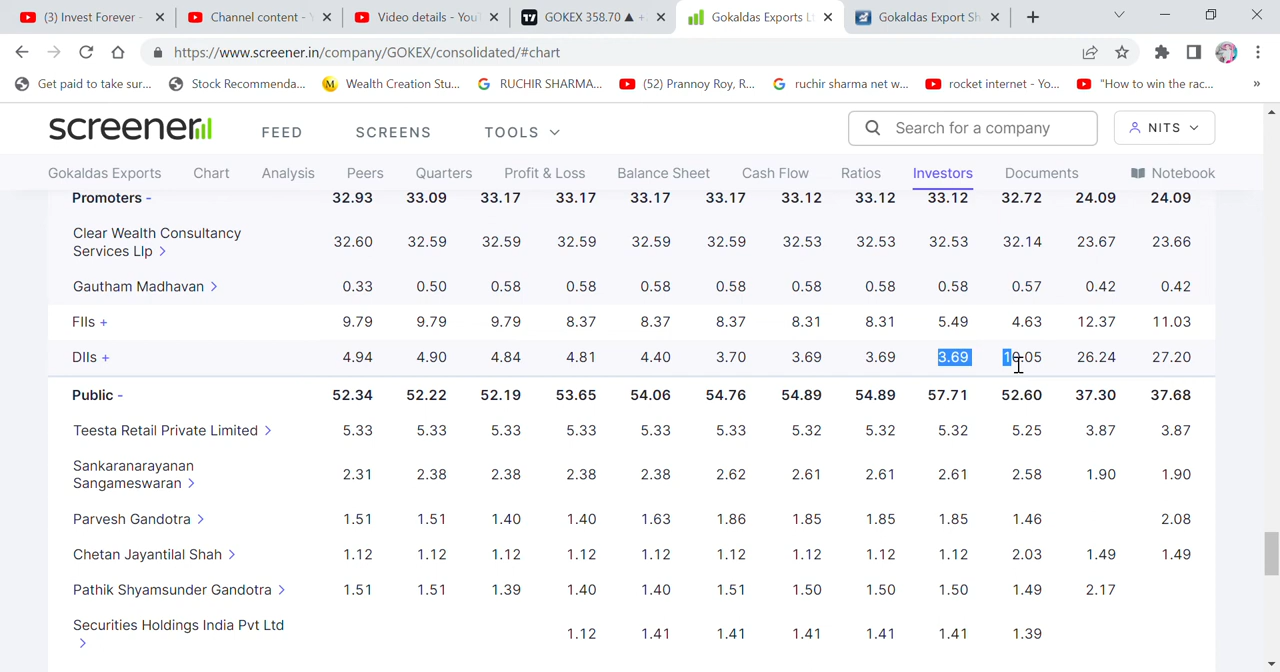 (3) Invest Forever -
Channel content -
Video details - You
GOKEX 358.70 ▲ +
Gokaldas Exports L
Gokaldas Export Sh
https://www.screener.in/company/GOKEX/consolidated/#chart
Get paid to take sur...
Stock Recommenda...
Wealth Creation Stu...
RUCHIR SHARMA...
(52) Prannoy Roy, R...
ruchir sharma net w...
rocket internet - Yo...
"How to win the rac...
»
screener
FEED
SCREENS
TOOLS
Search for a company
NITS
Gokaldas Exports Chart Analysis Peers Quarters Profit & Loss Balance Sheet Cash Flow Ratios Investors Documents Notebook
Promoters - 32.93 33.09 33.17 33.17 33.17 33.17 33.12 33.12 33.12 32.72 24.09 24.09
Clear Wealth Consultancy
Services Llp > 32.60 32.59 32.59 32.59 32.59 32.59 32.53 32.53 32.53 32.14 23.67 23.66
Gautham Madhavan > 0.33 0.50 0.58 0.58 0.58 0.58 0.58 0.58 0.58 0.57 0.42 0.42
FIIs + 9.79 9.79 9.79 8.37 8.37 8.37 8.31 8.31 5.49 4.63 12.37 11.03
DIIs + 4.94 4.90 4.84 4.81 4.40 3.70 3.69 3.69 3.69 10.05 26.24 27.20
Public - 52.34 52.22 52.19 53.65 54.06 54.76 54.89 54.89 57.71 52.60 37.30 37.68
Teesta Retail Private Limited > 5.33 5.33 5.33 5.33 5.33 5.33 5.32 5.32 5.32 5.25 3.87 3.87
Sankaranarayanan
Sangameswaran > 2.31 2.38 2.38 2.38 2.38 2.62 2.61 2.61 2.61 2.58 1.90 1.90
Parvesh Gandotra > 1.51 1.51 1.40 1.40 1.63 1.86 1.85 1.85 1.85 1.46 2.08
Chetan Jayantilal Shah > 1.12 1.12 1.12 1.12 1.12 1.12 1.12 1.12 1.12 2.03 1.49 1.49
Pathik Shyamsunder Gandotra > 1.51 1.51 1.39 1.40 1.40 1.51 1.50 1.50 1.50 1.49 2.17
Securities Holdings India Pvt Ltd
> 1.12 1.41 1.41 1.41 1.41 1.41 1.39